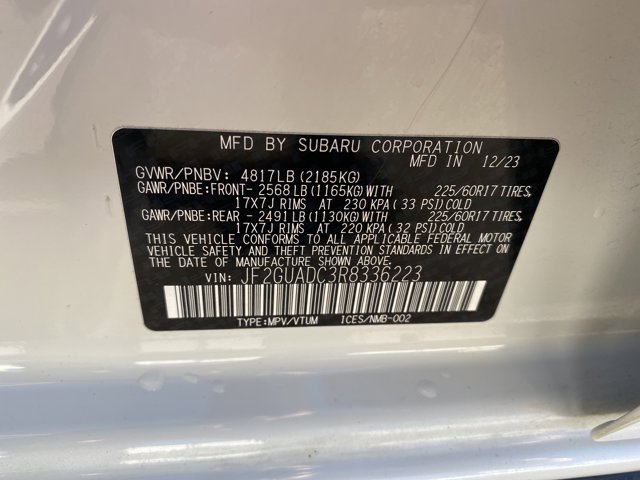 MFD BY SUBARU CORPORATION
MFD IN 12/23
GVWR/PNBV: 4817LB (2185KG)
GAWR/PNBE:FRONT- 2568 LB (1165KG) WITH 225/60R17 TIRES,
17X7J RIMS AT 230 KPA ( 33 PSI) COLD
GAWR/PNBE:REAR - 2491 LB (1130KG) WITH 225/60R17 TIRES,
17X7J RIMS AT 220 KPA ( 32 PSI) COLD
THIS VEHICLE CONFORMS TO ALL APPLICABLE FEDERAL MOTOR
VEHICLE SAFETY AND THEFT PREVENTION STANDARDS IN EFFECT ON
THE DATE OF MANUFACTURE SHOWN ABOVE.
VIN: JF2GUADC3R8336223
TYPE:MPV/VTUM 1CES/NMB-002